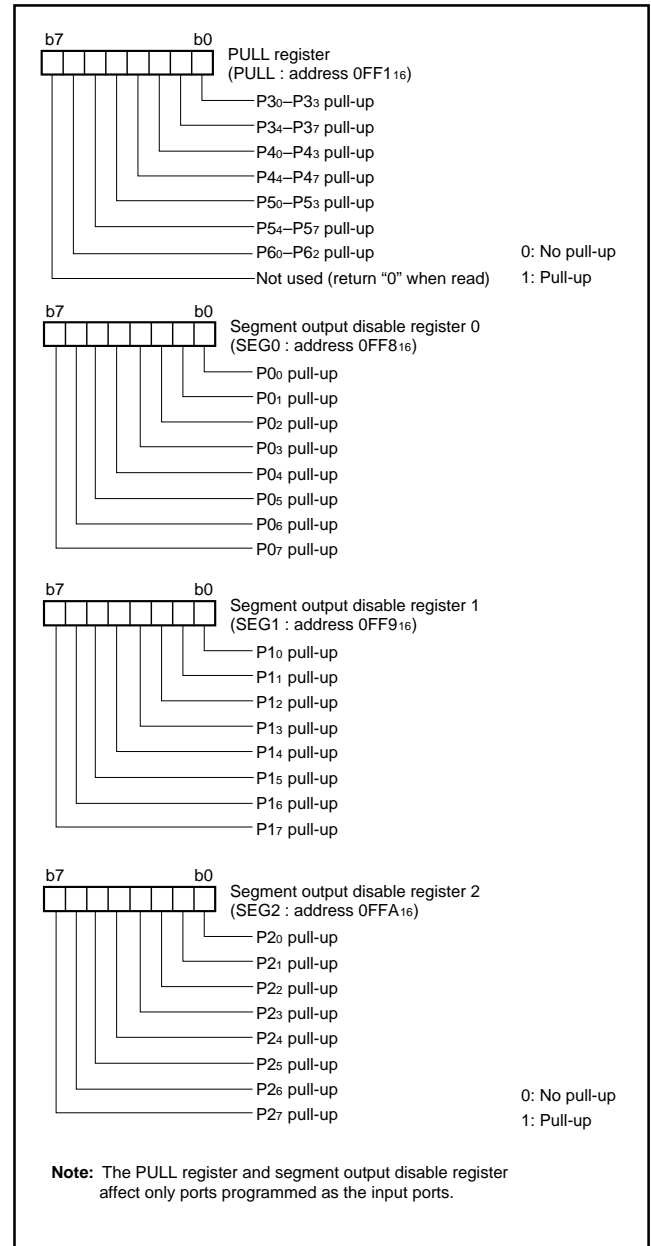 b7 b0
PULL register
(PULL : address 0FF1₁₆)
P3₀–P3₃ pull-up
P3₄–P3₇ pull-up
P4₀–P4₃ pull-up
P4₄–P4₇ pull-up
P5₀–P5₃ pull-up
P5₄–P5₇ pull-up
P6₀–P6₂ pull-up
Not used (return “0” when read)
0: No pull-up
1: Pull-up
b7 b0
Segment output disable register 0
(SEG0 : address 0FF8₁₆)
P0₀ pull-up
P0₁ pull-up
P0₂ pull-up
P0₃ pull-up
P0₄ pull-up
P0₅ pull-up
P0₆ pull-up
P0₇ pull-up
b7 b0
Segment output disable register 1
(SEG1 : address 0FF9₁₆)
P1₀ pull-up
P1₁ pull-up
P1₂ pull-up
P1₃ pull-up
P1₄ pull-up
P1₅ pull-up
P1₆ pull-up
P1₇ pull-up
b7 b0
Segment output disable register 2
(SEG2 : address 0FFA₁₆)
P2₀ pull-up
P2₁ pull-up
P2₂ pull-up
P2₃ pull-up
P2₄ pull-up
P2₅ pull-up
P2₆ pull-up
P2₇ pull-up
0: No pull-up
1: Pull-up
Note: The PULL register and segment output disable register
affect only ports programmed as the input ports.